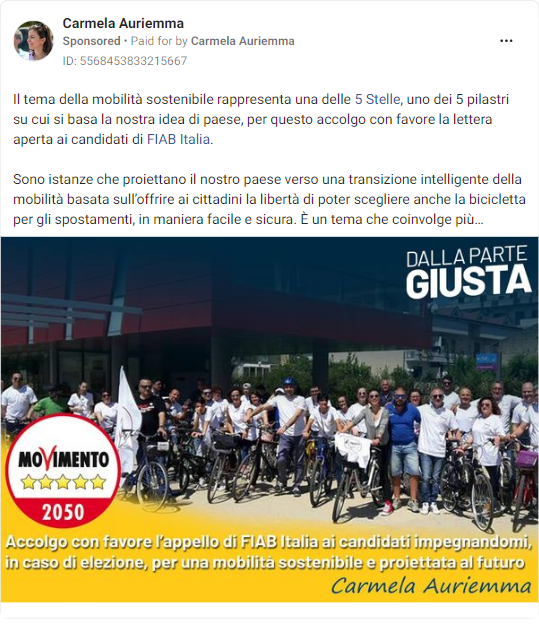 Carmela Auriemma
Sponsored • Paid for by Carmela Auriemma
ID: 5568453833215667
Il tema della mobilità sostenibile rappresenta una delle 5 Stelle, uno dei 5 pilastri
su cui si basa la nostra idea di paese, per questo accolgo con favore la lettera
aperta ai candidati di FIAB Italia.
Sono istanze che proiettano il nostro paese verso una transizione intelligente della
mobilità basata sull’offrire ai cittadini la libertà di poter scegliere anche la bicicletta
per gli spostamenti, in maniera facile e sicura. È un tema che coinvolge più...
DALLA PARTE
GIUSTA
MOVIMENTO
2050
Accolgo con favore l'appello di FIAB Italia ai candidati impegnandomi,
in caso di elezione, per una mobilità sostenibile e proiettata al futuro
Carmela Auriemma